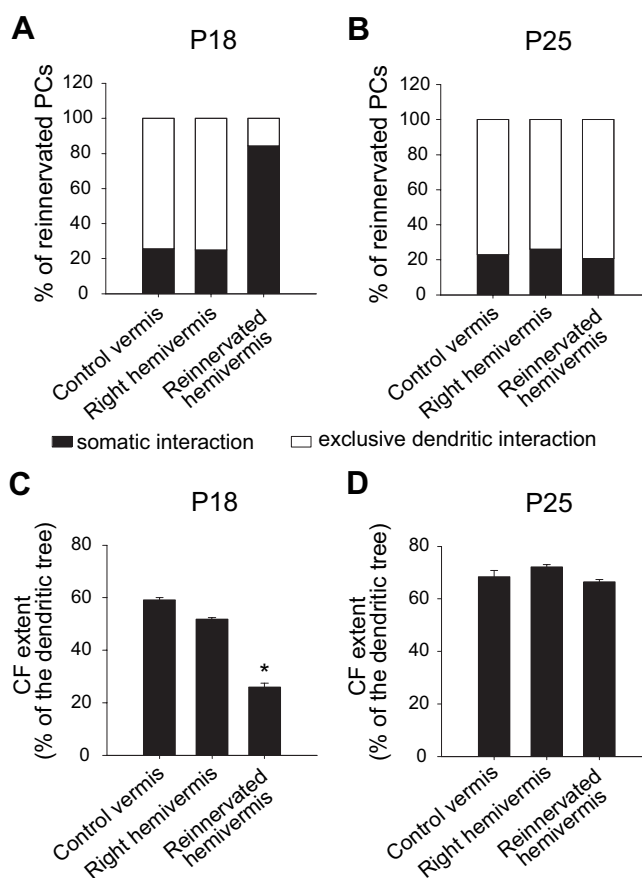 A
P18
% of reinnervated PCs
120
100
80
60
40
20
0
Control vermis
Right hemivermis
Reinnervated
hemivermis
B
P25
% of reinnervated PCs
120
100
80
60
40
20
0
Control vermis
Right hemivermis
Reinnervated
hemivermis
somatic interaction
exclusive dendritic interaction
C
P18
CF extent
(% of the dendritic tree)
80
60
40
20
0
*
Control vermis
Right hemivermis
Reinnervated
hemivermis
D
P25
CF extent
(% of the dendritic tree)
80
60
40
20
0
Control vermis
Right hemivermis
Reinnervated
hemivermis